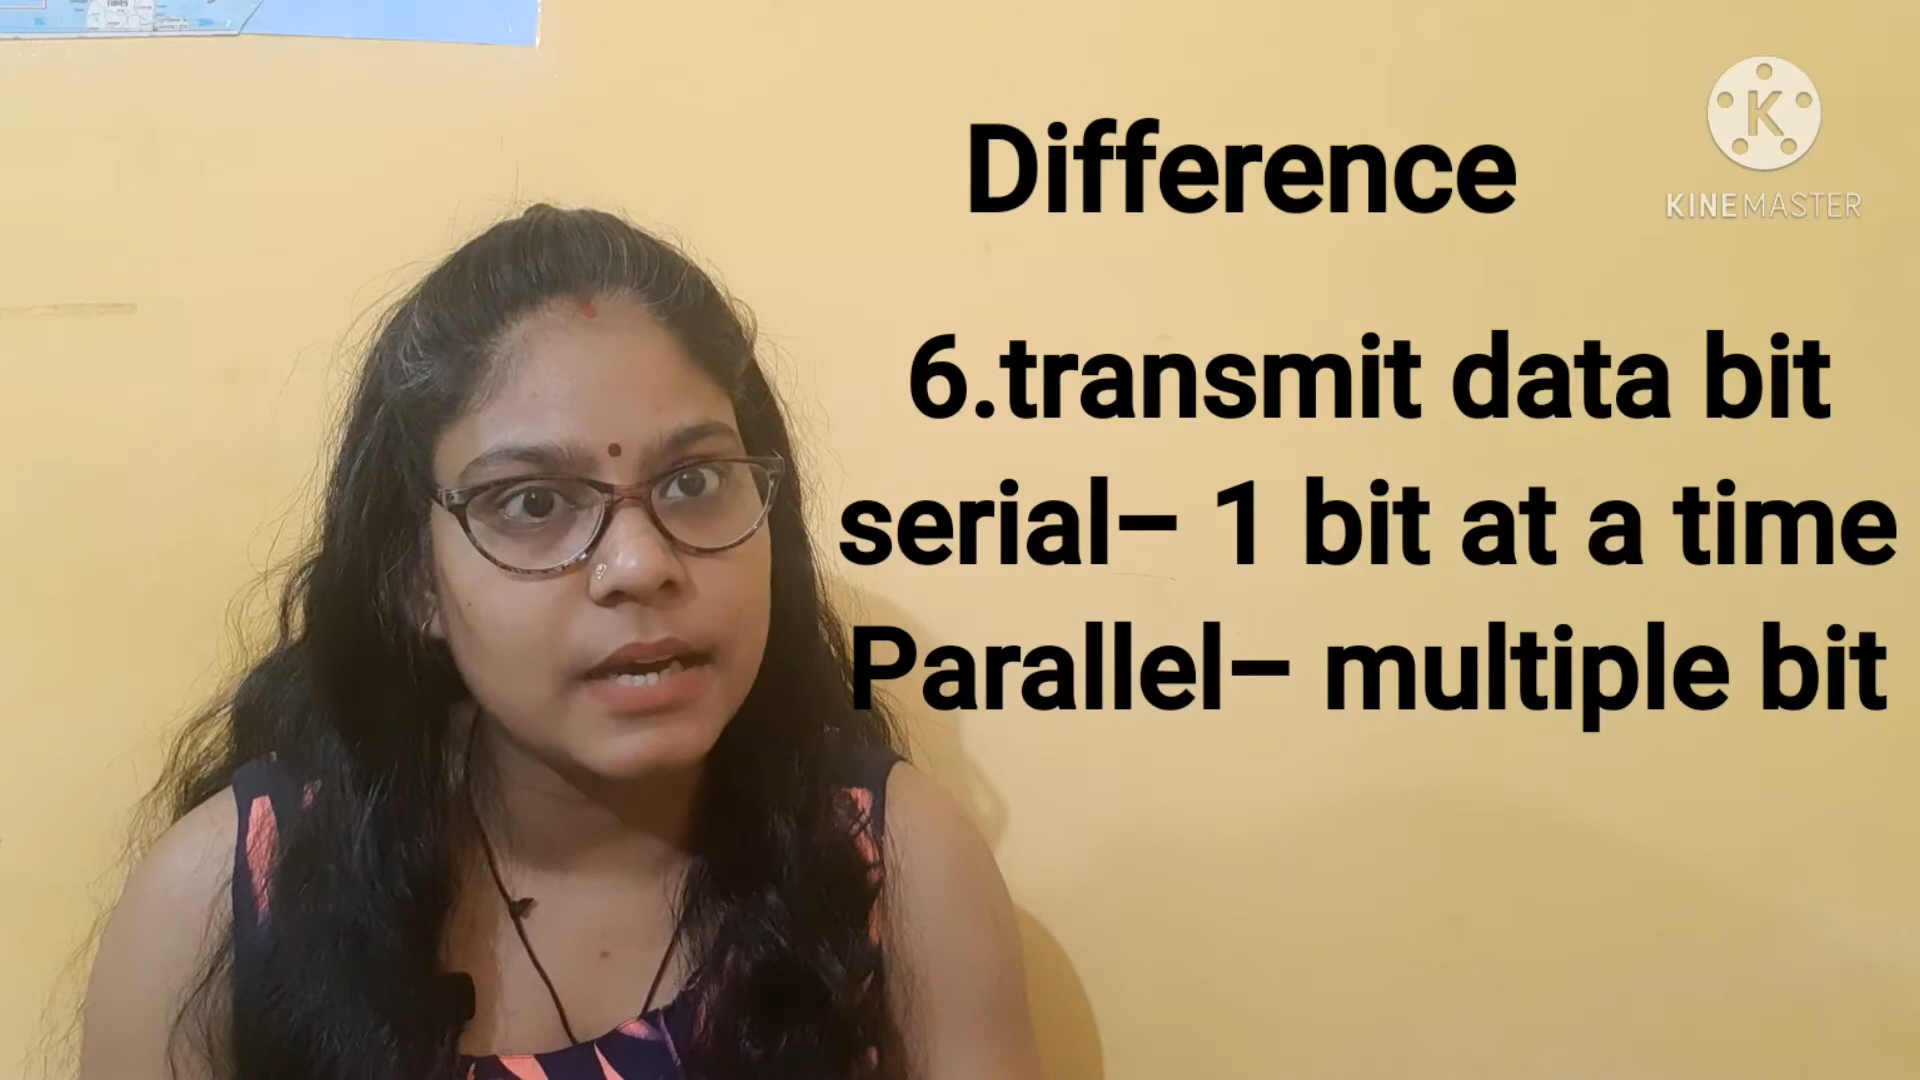 Difference
KINEMASTER
6.transmit data bit
serial– 1 bit at a time
Parallel– multiple bit